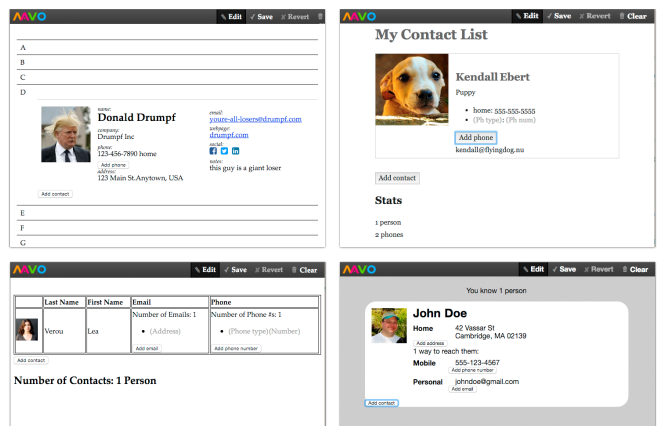 MAVO
Edit Save Revert
A
B
C
D
name:
Donald Drumpf
company:
Drumpf Inc
phone:
123-456-7890 home
Add phone
address:
123 Main St.Anytown, USA
email:
youre-all-losers@drumpf.com
webpage:
drumpf.com
social:
notes:
this guy is a giant loser
Add contact
E
F
G
MAVO
Edit Save Revert Clear
My Contact List
Kendall Ebert
Puppy
home: 555-555-5555
(Ph type): (Ph num)
Add phone
kendall@flyingdog.nu
Add contact
Stats
1 person
2 phones
MAVO
Edit Save Revert Clear
Last Name First Name Email Phone
Verou Lea
Number of Emails: 1
(Address)
Add email
Number of Phone #s: 1
(Phone type)(Number)
Add phone number
Add contact
Number of Contacts: 1 Person
MAVO
Edit Save Revert Clear
You know 1 person
John Doe
Home 42 Vassar St
Cambridge, MA 02139
Add address
1 way to reach them:
Mobile 555-123-4567
Add phone number
Personal johndoe@gmail.com
Add email
Add contact